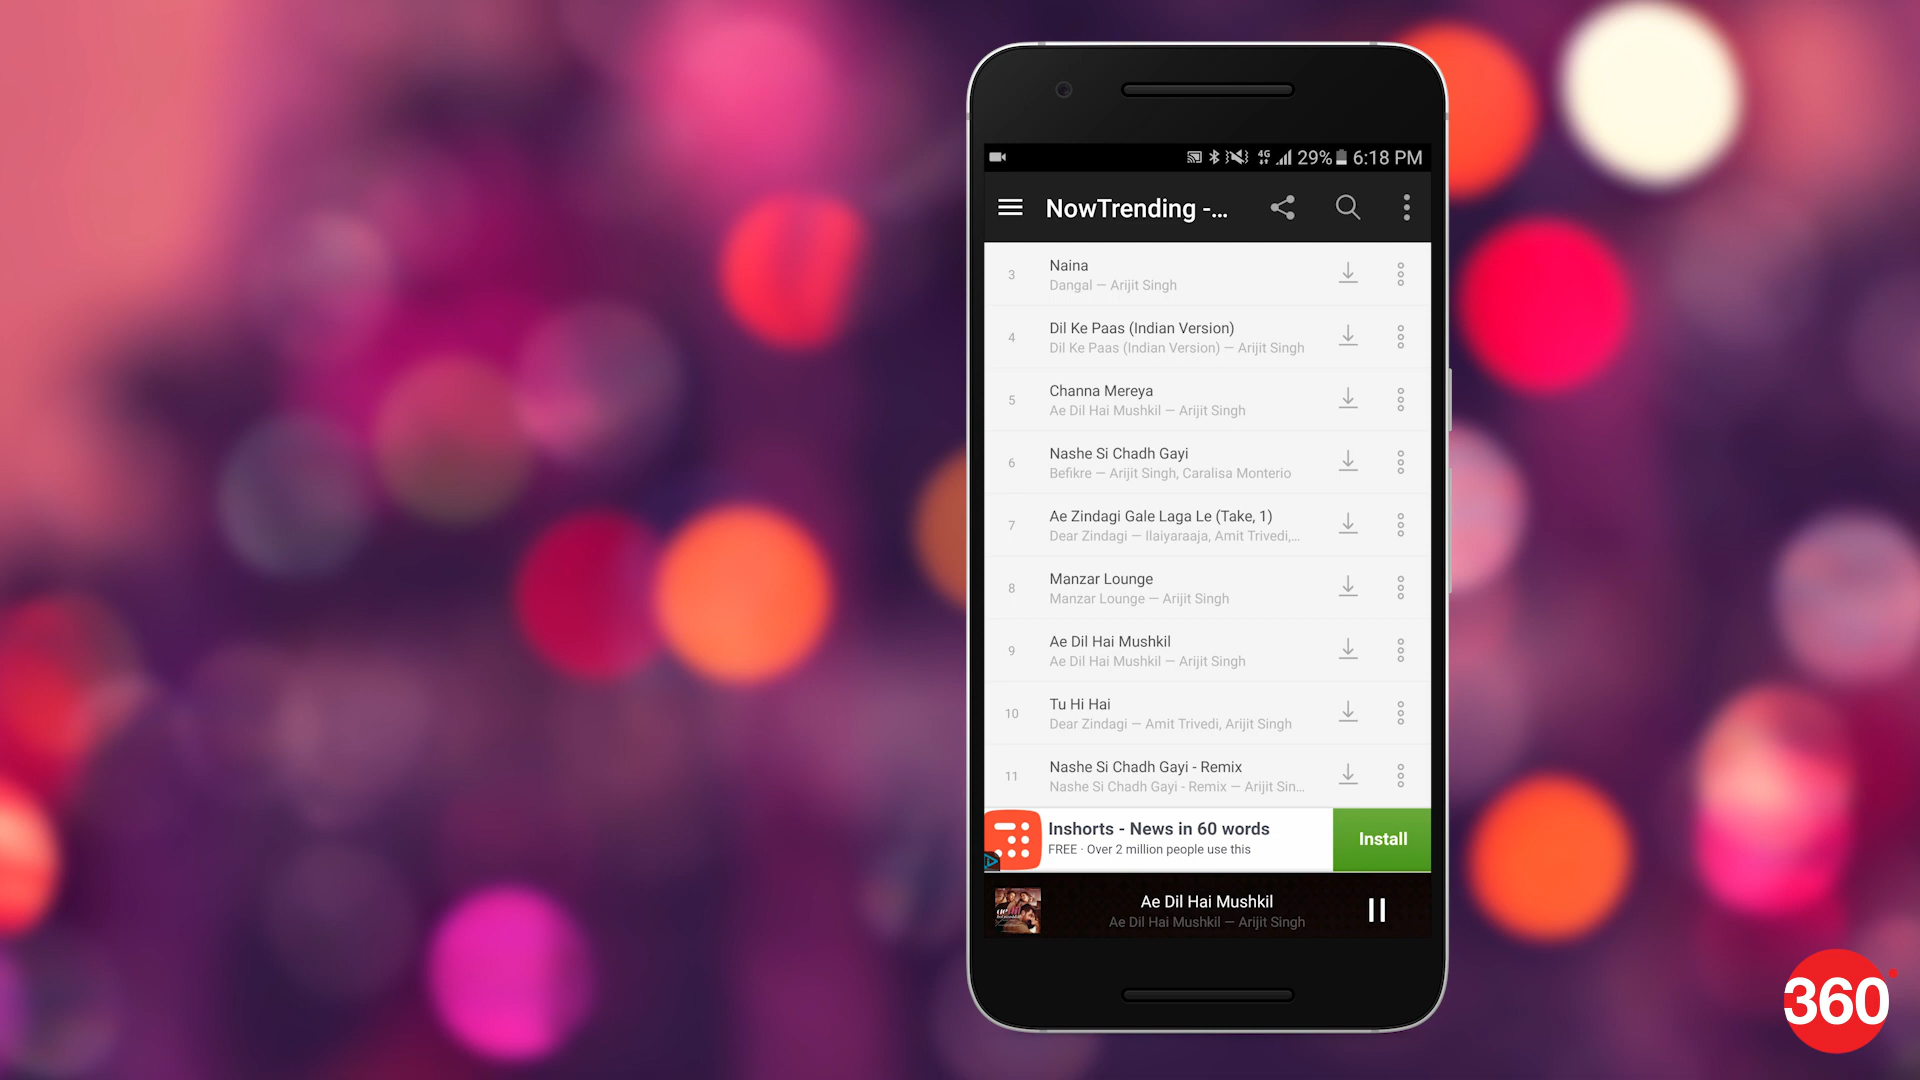 4G 29% 6:18 PM
NowTrending -...
3
Naina
Dangal — Arijit Singh
4
Dil Ke Paas (Indian Version)
Dil Ke Paas (Indian Version) — Arijit Singh
5
Channa Mereya
Ae Dil Hai Mushkil — Arijit Singh
6
Nashe Si Chadh Gayi
Befikre — Arijit Singh, Caralisa Monterio
7
Ae Zindagi Gale Laga Le (Take, 1)
Dear Zindagi — Ilaiyaraaja, Amit Trivedi,...
8
Manzar Lounge
Manzar Lounge — Arijit Singh
9
Ae Dil Hai Mushkil
Ae Dil Hai Mushkil — Arijit Singh
10
Tu Hi Hai
Dear Zindagi — Amit Trivedi, Arijit Singh
11
Nashe Si Chadh Gayi - Remix
Nashe Si Chadh Gayi - Remix — Arijit Sin...
Inshorts - News in 60 words
FREE · Over 2 million people use this
Install
Ae Dil Hai Mushkil
Ae Dil Hai Mushkil — Arijit Singh
360